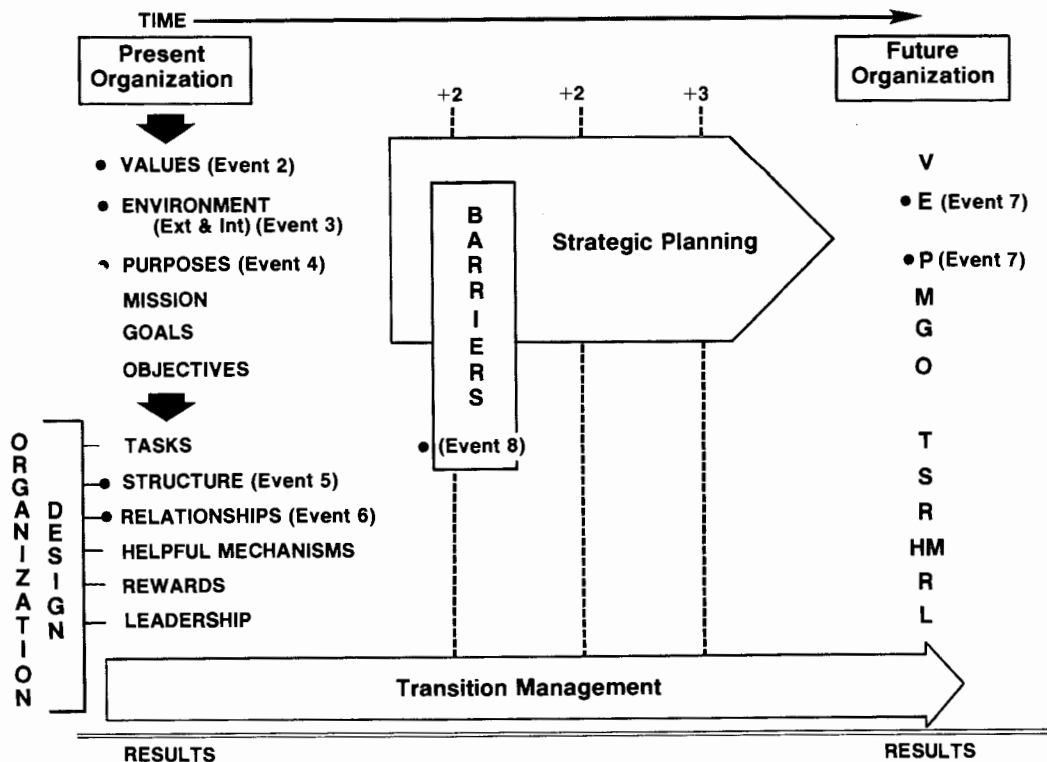 TIME
Present
Organization
Future
Organization
+2
+2
+3
VALUES (Event 2)
ENVIRONMENT
(Ext & Int) (Event 3)
PURPOSES (Event 4)
MISSION
GOALS
OBJECTIVES
BARRIERS
Strategic Planning
(Event 8)
V
E (Event 7)
P (Event 7)
M
G
O
ORGANIZATION
DESIGN
TASKS
STRUCTURE (Event 5)
RELATIONSHIPS (Event 6)
HELPFUL MECHANISMS
REWARDS
LEADERSHIP
T
S
R
HM
R
L
Transition Management
RESULTS
RESULTS